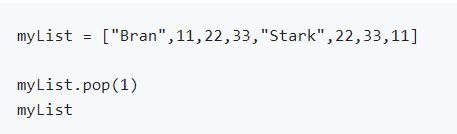 myList = ["Bran",11,22,33,"Stark",22,33,11]
myList.pop(1)
myList